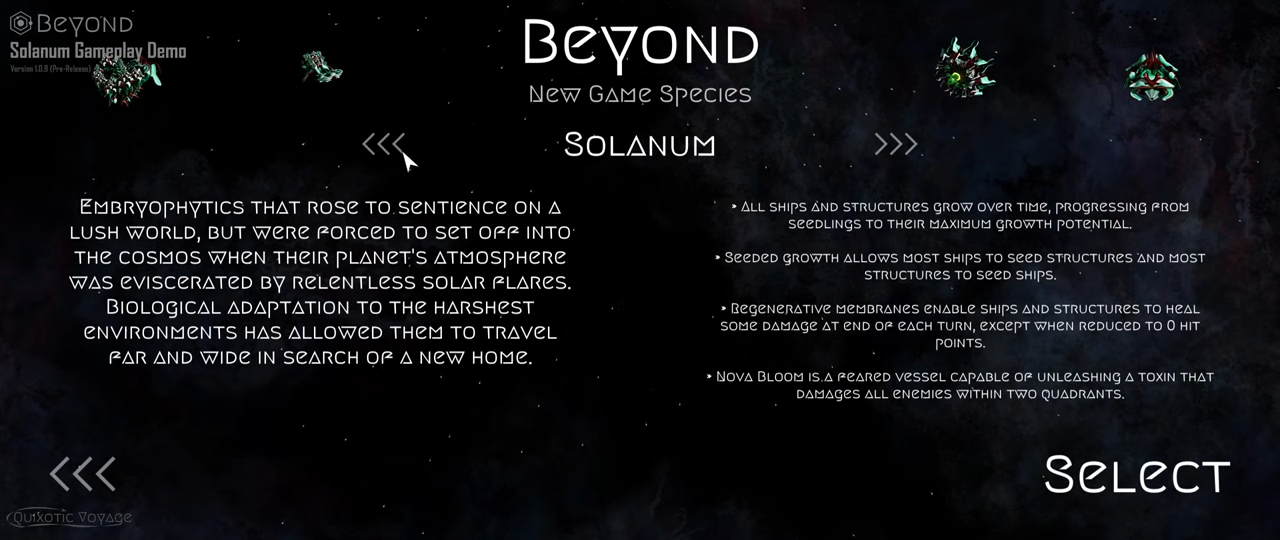 Beyond
Solanum Gameplay Demo
Version 1.0.9 (Pre-Release)
Beyond
New Game Species
<<<
Solanum
>>>
Embryophytics that rose to sentience on a
lush world, but were forced to set off into
the cosmos when their planet's atmosphere
was eviscerated by relentless solar flares.
Biological adaptation to the harshest
environments has allowed them to travel
far and wide in search of a new home.
> All ships and structures grow over time, progressing from
seedlings to their maximum growth potential.
> Seeded growth allows most ships to seed structures and most
structures to seed ships.
> Regenerative membranes enable ships and structures to heal
some damage at end of each turn, except when reduced to 0 hit
points.
> Nova Bloom is a feared vessel capable of unleashing a toxin that
damages all enemies within two quadrants.
<<<
Select
Quixotic Voyage